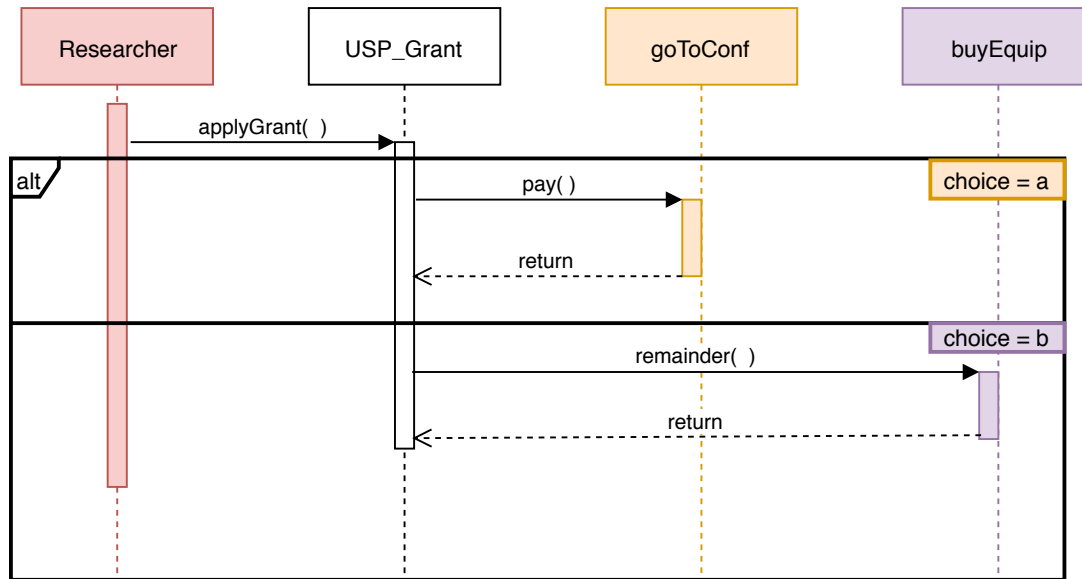 Researcher
USP_Grant
goToConf
buyEquip
applyGrant(  )
alt
choice = a
pay( )
return
choice = b
remainder(  )
return